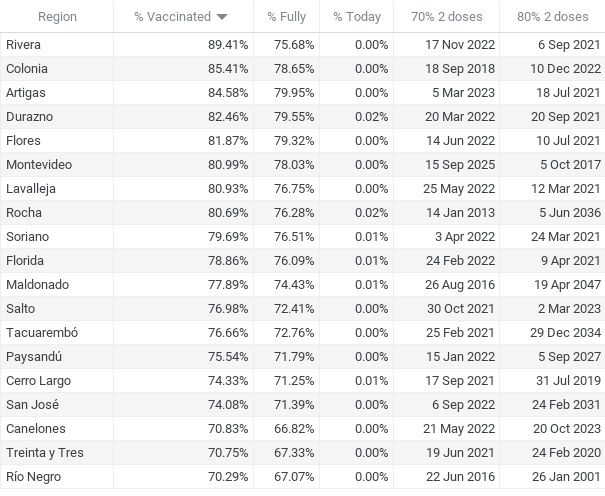 Region % Vaccinated % Fully % Today 70% 2 doses 80% 2 doses
Rivera 89.41% 75.68% 0.00% 17 Nov 2022 6 Sep 2021
Colonia 85.41% 78.65% 0.00% 18 Sep 2018 10 Dec 2022
Artigas 84.58% 79.95% 0.00% 5 Mar 2023 18 Jul 2021
Durazno 82.46% 79.55% 0.02% 20 Mar 2022 20 Sep 2021
Flores 81.87% 79.32% 0.00% 14 Jun 2022 10 Jul 2021
Montevideo 80.99% 78.03% 0.00% 15 Sep 2025 5 Oct 2017
Lavalleja 80.93% 76.75% 0.00% 25 May 2022 12 Mar 2021
Rocha 80.69% 76.28% 0.02% 14 Jan 2013 5 Jun 2036
Soriano 79.69% 76.51% 0.01% 3 Apr 2022 24 Mar 2021
Florida 78.86% 76.09% 0.01% 24 Feb 2022 9 Apr 2021
Maldonado 77.89% 74.43% 0.01% 26 Aug 2016 19 Apr 2047
Salto 76.98% 72.41% 0.00% 30 Oct 2021 2 Mar 2023
Tacuarembó 76.66% 72.76% 0.00% 25 Feb 2021 29 Dec 2034
Paysandú 75.54% 71.79% 0.00% 15 Jan 2022 5 Sep 2027
Cerro Largo 74.33% 71.25% 0.01% 17 Sep 2021 31 Jul 2019
San José 74.08% 71.39% 0.00% 6 Sep 2022 24 Feb 2031
Canelones 70.83% 66.82% 0.00% 21 May 2022 20 Oct 2023
Treinta y Tres 70.75% 67.33% 0.00% 19 Jun 2021 24 Feb 2020
Río Negro 70.29% 67.07% 0.00% 22 Jun 2016 26 Jan 2001